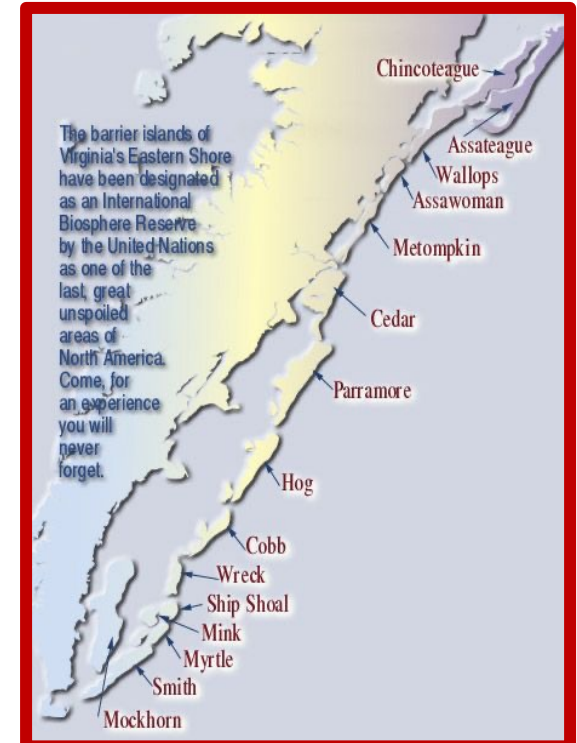 Chincoteague
The barrier islands of
Virginia's Eastern Shore
have been designated
as an International
Biosphere Reserve
by the United Nations
as one of the
last, great
unspoiled
areas of
North America.
Come, for
an experience
you will
never
forget.
Assateague
Wallops
Assawoman
Metompkin
Cedar
Parramore
Hog
Cobb
Wreck
Ship Shoal
Mink
Myrtle
Smith
Mockhorn